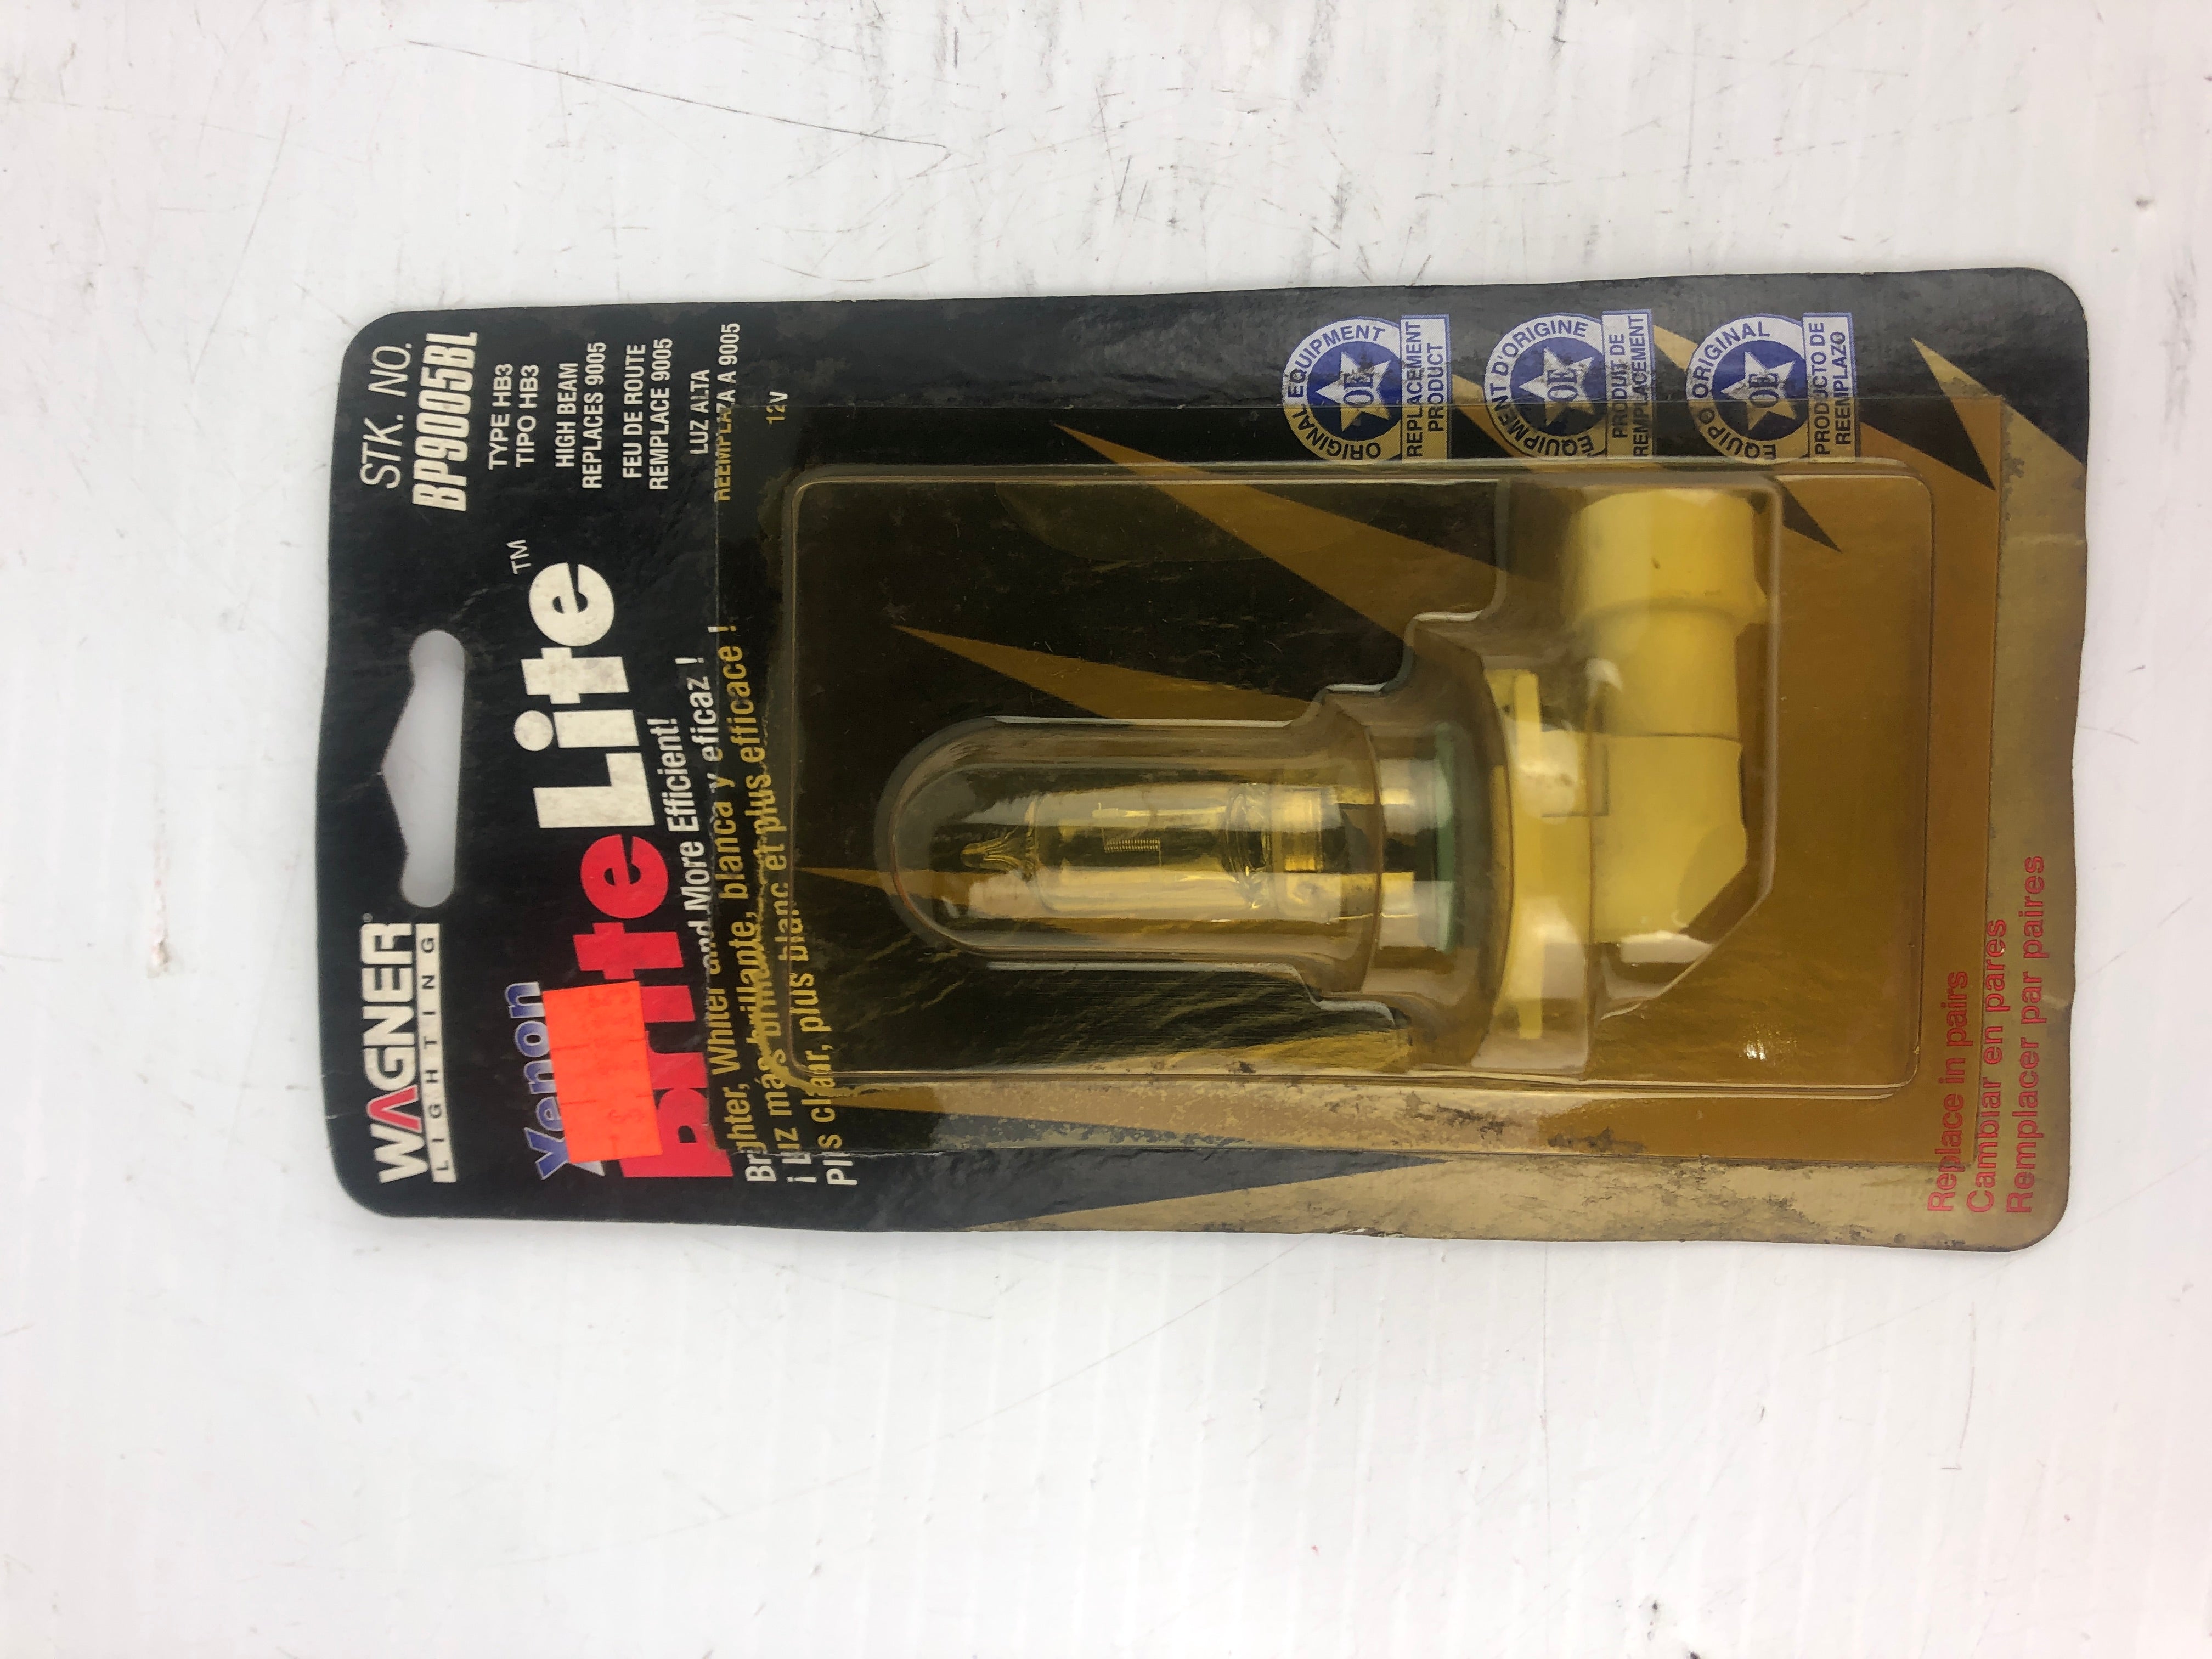 WAGNER®
LIGHTING
STK. NO.
BP9005BL
TYPE HB3
TIPO HB3
HIGH BEAM
REPLACES 9005
FEU DE ROUTE
REMPLACE 9005
LUZ ALTA
REEMPLAZA A 9005
12V
Xenon
BriteLite™
Brighter, Whiter and More Efficient!
¡ Luz más brillante, blanca y eficaz !
Plus clair, plus blanc et plus efficace !
ORIGINAL EQUIPMENT
OE
REPLACEMENT
PRODUCT
EQUIPMENT D'ORIGINE
OE
PRODUIT DE
REMPLACEMENT
EQUIPO ORIGINAL
OE
PRODUCTO DE
REEMPLAZO
Replace in pairs
Cambiar en pares
Remplacer par paires